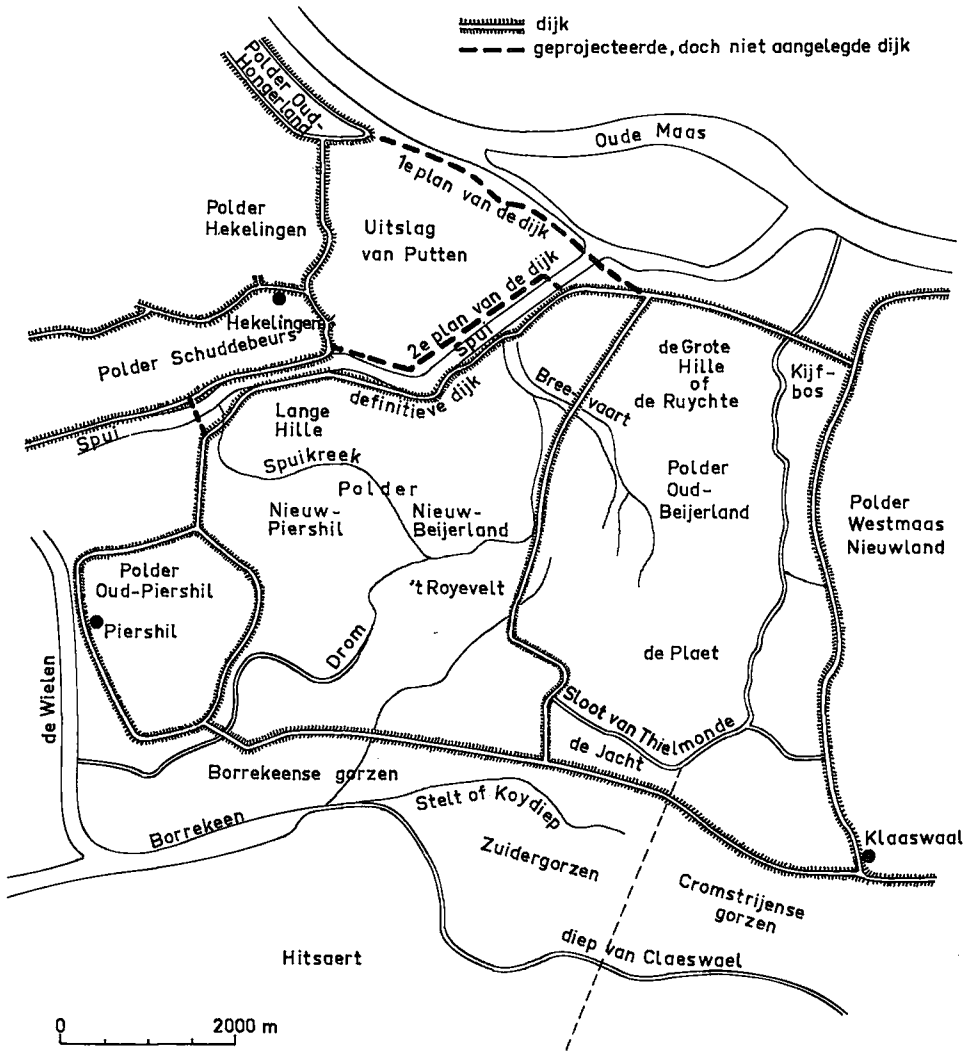 dijk
geprojecteerde, doch niet aangelegde dijk
Polder Oud-
Hongerland
Oude Maas
1e plan van de dijk
Polder
Hekelingen
Uitslag
van Putten
2e plan van de dijk
Spui
Hekelingen
Polder Schuddebeurs
definitieve dijk
de Grote
Hille
of
de Ruychte
Kijf-
bos
Bree vaart
Lange
Hille
Spui
Spuikreek
Polder
Nieuw-
Piershil
Nieuw-
Beijerland
Polder
Oud-
Beijerland
Polder
Westmaas
Nieuwland
Polder
Oud-Piershil
Piershil
't Royevelt
Drom
de Plaet
de Wielen
Sloot van Thielmonde
de Jacht
Borrekeense gorzen
Stelt of Koydiep
Borrekeen
Zuidergorzen
Klaaswaal
Cromstrijense
gorzen
diep van Claeswael
Hitsaert
0 2000 m